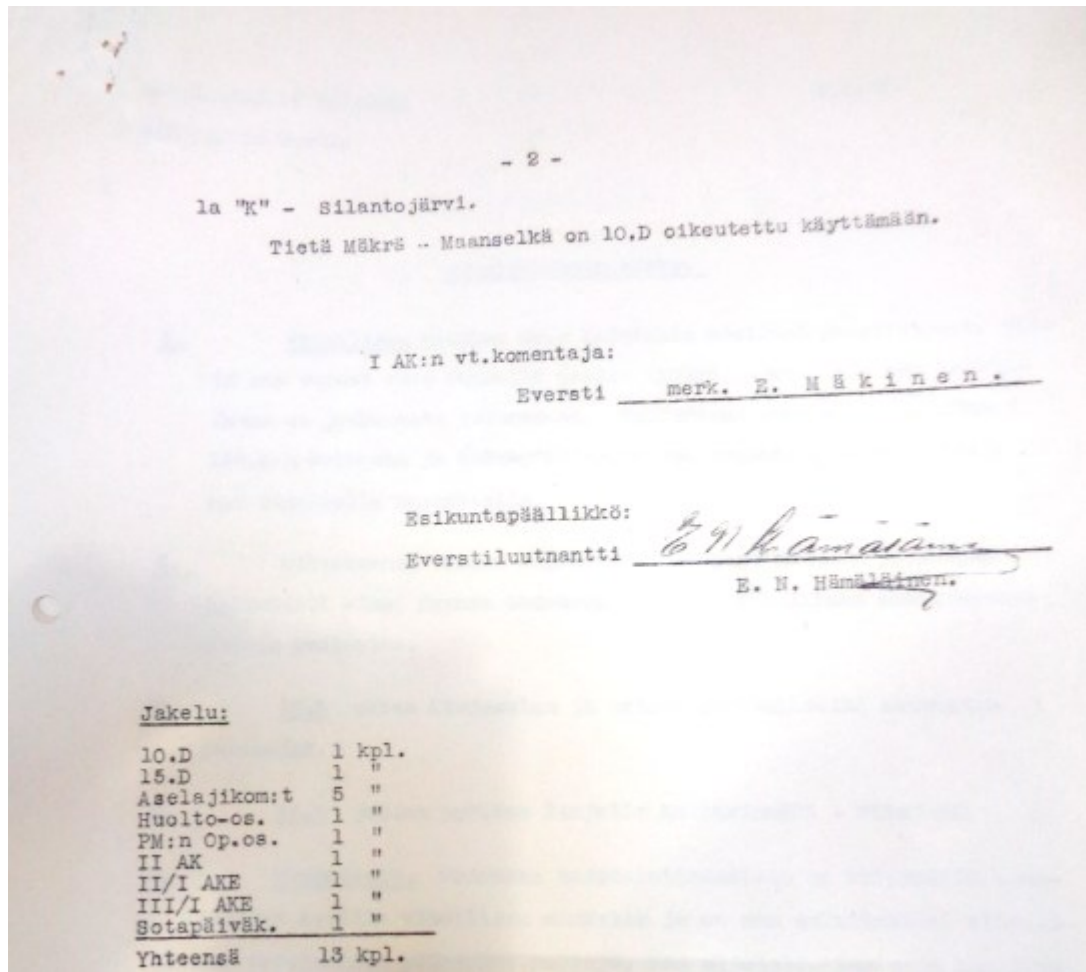 - 2 -
la "K" - Silantojärvi.
Tietä Mäkrä - Maanselkä on 10.D oikeutettu käyttämään.
I AK:n vt.komentaja:
Eversti merk. E. Mäkinen.
Esikuntapäällikkö:
Everstiluutnantti E N Hämäläinen
E. N. Hämäläinen.
Jakelu:
10.D 1 kpl.
15.D 1 "
Aselajikom:t 5 "
Huolto-os. 1 "
PM:n Op.os. 1 "
II AK 1 "
II/I AKE 1 "
III/I AKE 1 "
Sotapäiväk. 1 "
Yhteensä 13 kpl.